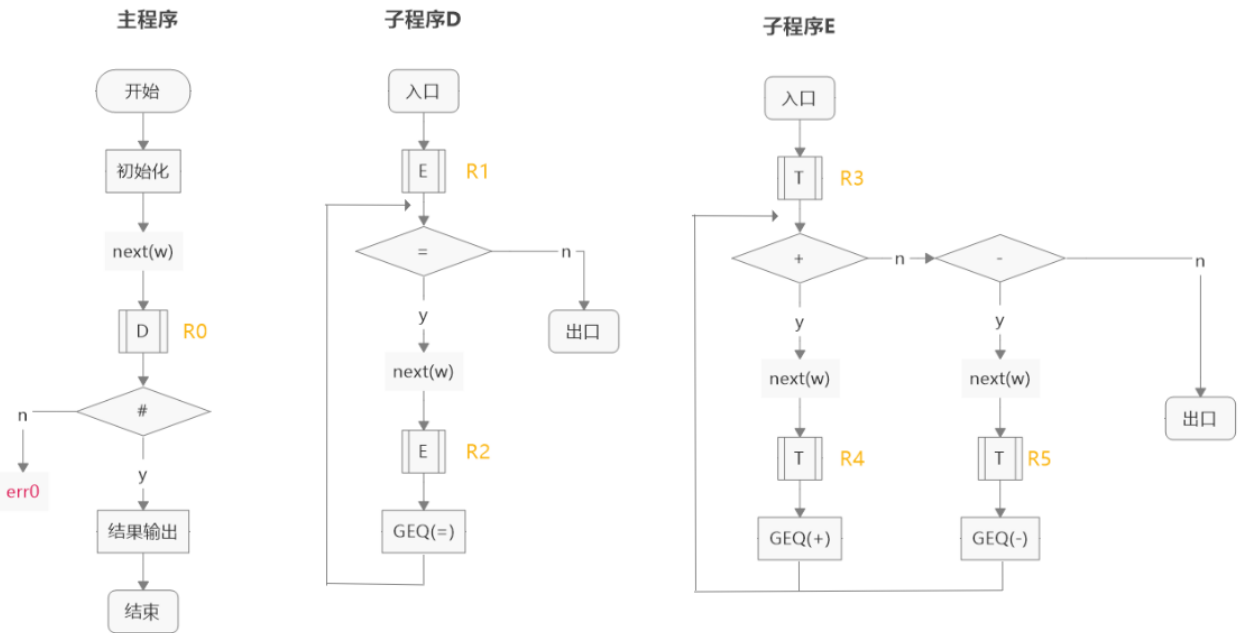 主程序
开始
初始化
next(w)
D
R0
#
n
y
err0
结果输出
结束
子程序D
入口
E
R1
=
n
y
出口
next(w)
E
R2
GEQ(=)
子程序E
入口
T
R3
+
n
-
n
y
y
next(w)
next(w)
出口
T
R4
T
R5
GEQ(+)
GEQ(-)